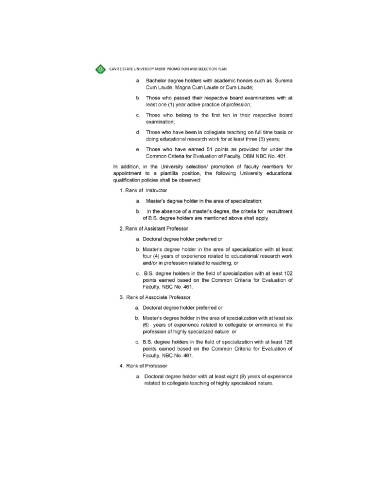 CAVITE STATE UNIVERSITY MERIT PROMOTION AND SELECTION PLAN
a. Bachelor degree holders with academic honors such as Summa
Cum Laude, Magna Cum Laude or Cum Laude;
b. Those who passed their respective board examinations with at
least one (1) year active practice of profession;
c. Those who belong to the first ten in their respective board
examination;
d. Those who have been in collegiate teaching on full time basis or
doing educational research work for at least three (3) years;
e. Those who have earned 51 points as provided for under the
Common Criteria for Evaluation of Faculty, DBM NBC No. 461.
In addition, in the University selection/ promotion of faculty members for
appointment to a plantilla position, the following University educational
qualification policies shall be observed:
1. Rank of Instructor
a. Master's degree holder in the area of specialization;
b. In the absence of a master's degree, the criteria for recruitment
of B.S. degree holders are mentioned above shall apply.
2. Rank of Assistant Professor
a. Doctoral degree holder preferred or
b. Master's degree holder in the area of specialization with at least
four (4) years of experience related to educational/ research work
and/or in profession related to teaching, or
c. B.S. degree holders in the field of specialization with at least 102
points earned based on the Common Criteria for Evaluation of
Faculty, NBC No. 461.
3. Rank of Associate Professor
a. Doctoral degree holder preferred or
b. Master's degree holder in the area of specialization with at least six
(6) years of experience related to collegiate or eminence in the
profession of highly specialized nature, or
c. B.S. degree holders in the field of specialization with at least 126
points earned based on the Common Criteria for Evaluation of
Faculty, NBC No. 461.
4. Rank of Professor
a. Doctoral degree holder with at least eight (8) years of experience
related to collegiate teaching of highly specialized nature.